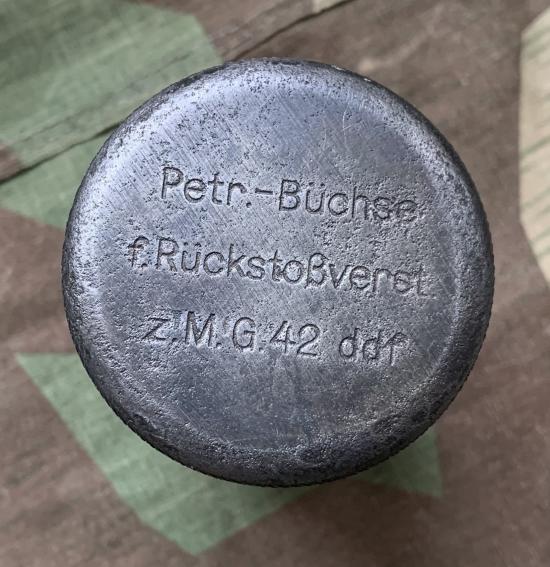 Petr.-Büchse
f.Rückstoßverst.
z.M.G.42 ddf